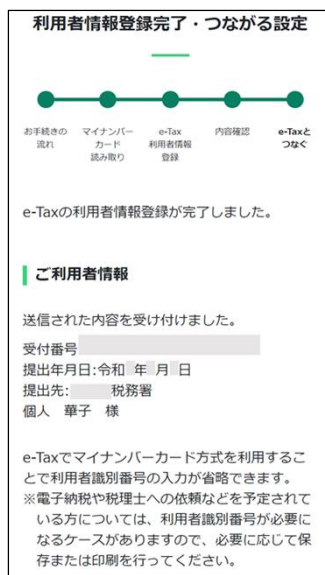 利用者情報登録完了・つながる設定
お手続きの
流れ
マイナンバー
カード
読み取り
e-Tax
利用者情報
登録
内容確認
e-Taxと
つなぐ
e-Taxの利用者情報登録が完了しました。
ご利用者情報
送信された内容を受け付けました。
受付番号
提出年月日:令和 年 月 日
提出先: 税務署
個人 華子 様
e-Taxでマイナンバーカード方式を利用するこ
とで利用者識別番号の入力が省略できます。
※電子納税や税理士への依頼などを予定されて
いる方については、利用者識別番号が必要に
なるケースがありますので、必要に応じて保
存または印刷を行ってください。